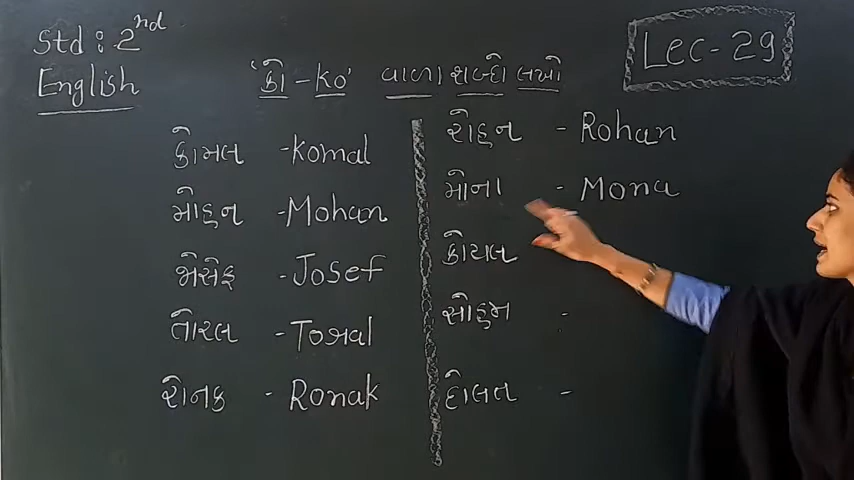 Std : 2nd
English
Lec-29
'કો - ko' વાળા શબ્દો લખો
કોમલ - Komal
મોહન - Mohan
જોસેફ - Josef
તોરલ - Toral
રોનક - Ronak
રોહન - Rohan
મોના - Mona
કોયલ
સોહમ -
દોલત -